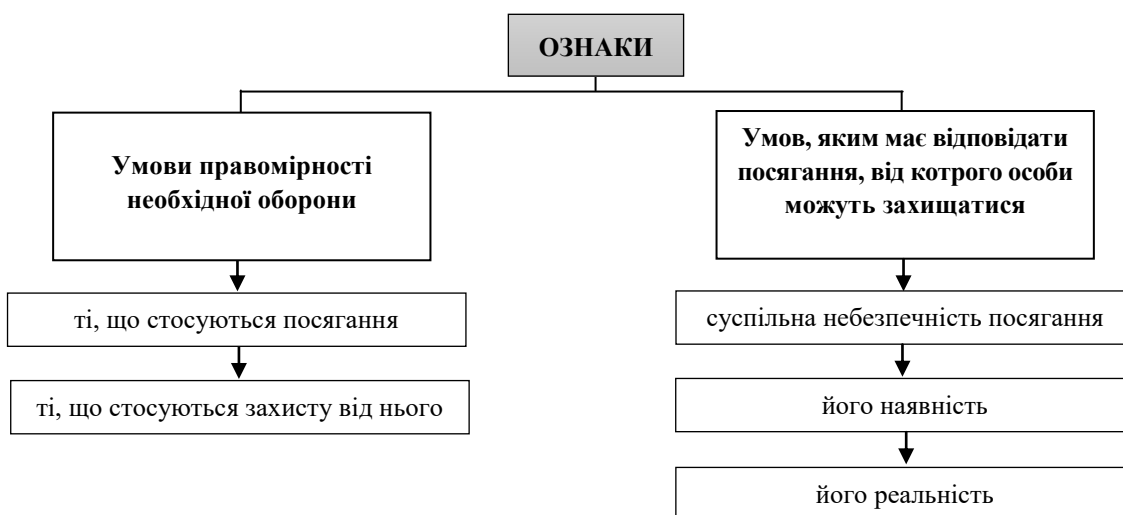 ОЗНАКИ
Умови правомірності
необхідної оборони
ті, що стосуються посягання
ті, що стосуються захисту від нього
Умов, яким має відповідати
посягання, від котрого особи
можуть захищатися
суспільна небезпечність посягання
його наявність
його реальність